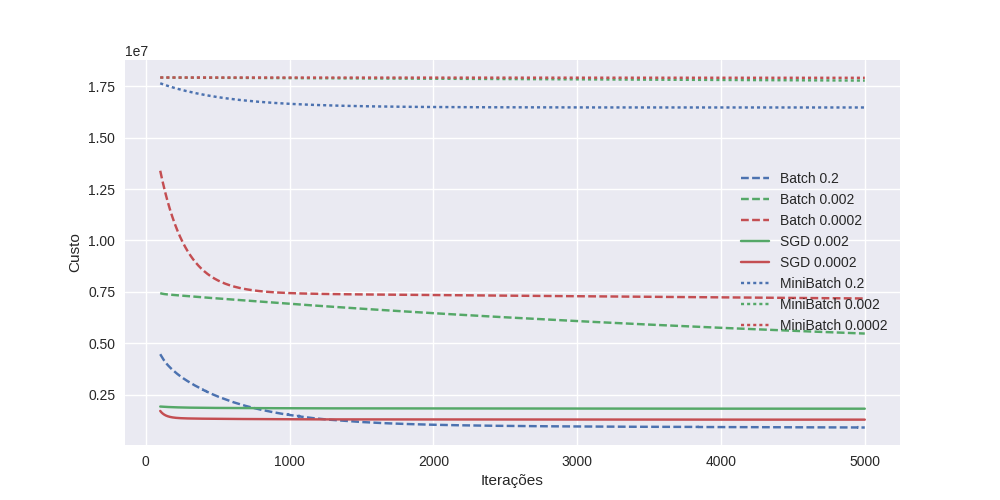 1e7
1.75
1.50
1.25
1.00
0.75
0.50
0.25
Custo
Batch 0.2
Batch 0.002
Batch 0.0002
SGD 0.002
SGD 0.0002
MiniBatch 0.2
MiniBatch 0.002
MiniBatch 0.0002
0 1000 2000 3000 4000 5000
Iterações